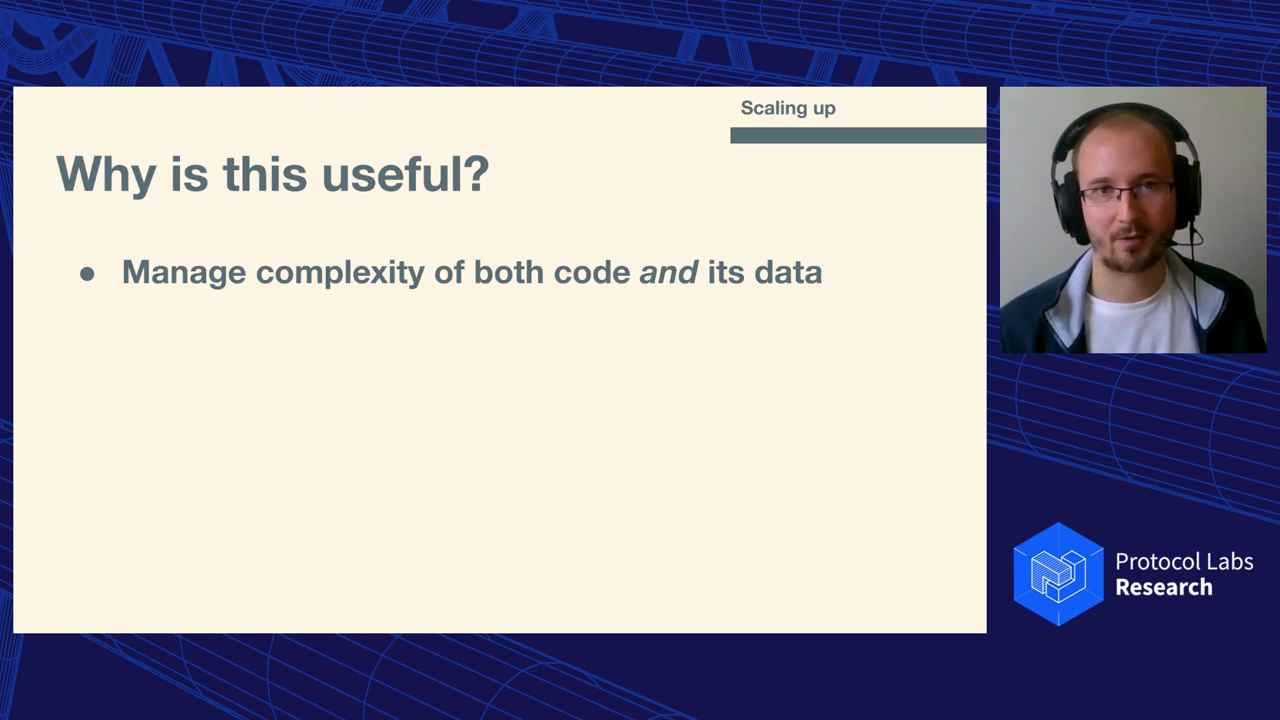 Scaling up
Why is this useful?
● Manage complexity of both code and its data
Protocol Labs
Research